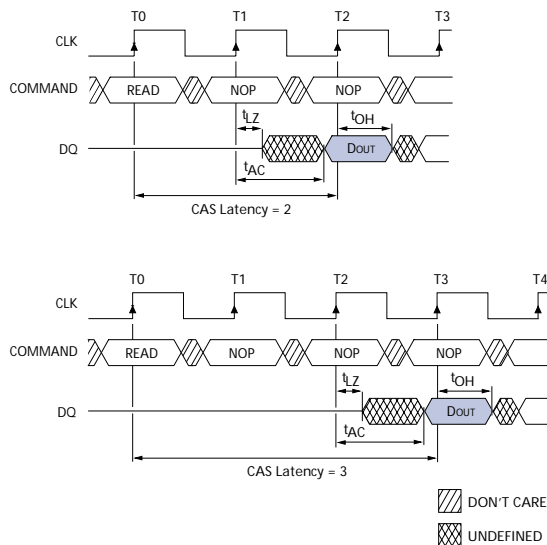 T0 T1 T2 T3
CLK
COMMAND READ NOP NOP
tLZ tOH
DQ DOUT
tAC
CAS Latency = 2
T0 T1 T2 T3 T4
CLK
COMMAND READ NOP NOP NOP
tLZ tOH
DQ DOUT
tAC
CAS Latency = 3
DON'T CARE
UNDEFINED